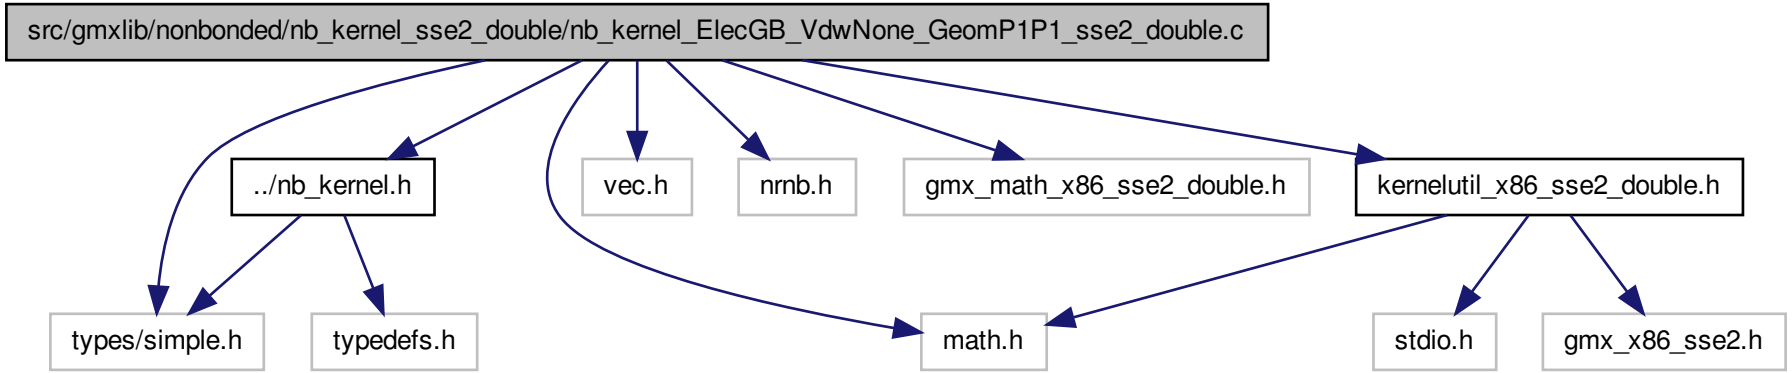 src/gmxlib/nonbonded/nb_kernel_sse2_double/nb_kernel_ElecGB_VdwNone_GeomP1P1_sse2_double.c
../nb_kernel.h
vec.h
nrnb.h
gmx_math_x86_sse2_double.h
kernelutil_x86_sse2_double.h
types/simple.h
typedefs.h
math.h
stdio.h
gmx_x86_sse2.h